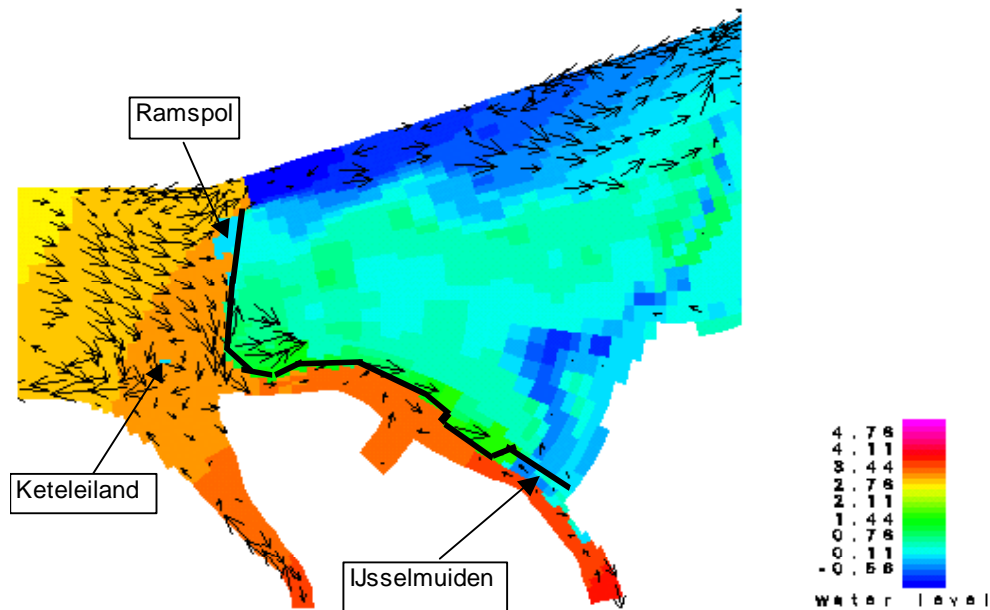 Ramspol
Keteleiland
IJsselmuiden
4.76
4.11
3.44
2.76
2.11
1.44
0.76
0.11
-0.56
water level